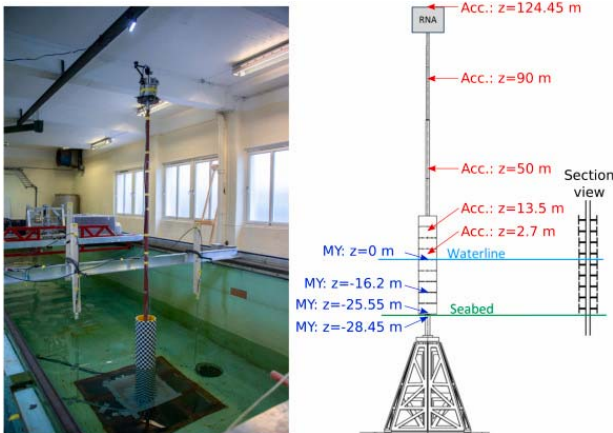 Acc.: z=124.45 m
RNA
Acc.: z=90 m
Acc.: z=50 m
Section
view
Acc.: z=13.5 m
Acc.: z=2.7 m
MY: z=0 m
Waterline
MY: z=-16.2 m
MY: z=-25.55 m
Seabed
MY: z=-28.45 m